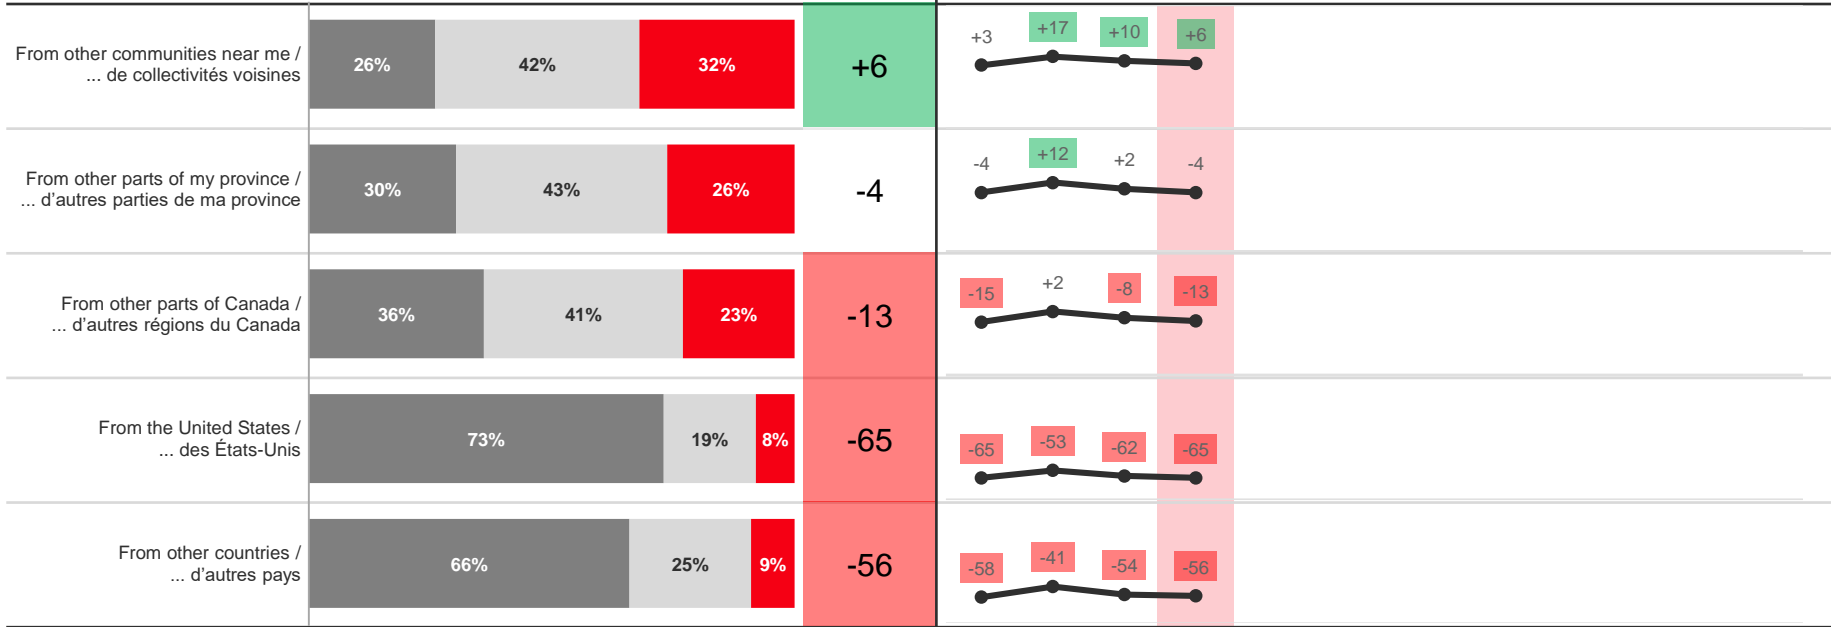 From other communities near me /
... de collectivités voisines
26% 42% 32% +6 +3 +17 +10 +6
From other parts of my province /
... d'autres parties de ma province
30% 43% 26% -4 -4 +12 +2 -4
From other parts of Canada /
... d'autres régions du Canada
36% 41% 23% -13 -15 +2 -8 -13
From the United States /
... des États-Unis
73% 19% 8% -65 -65 -53 -62 -65
From other countries /
... d'autres pays
66% 25% 9% -56 -58 -41 -54 -56